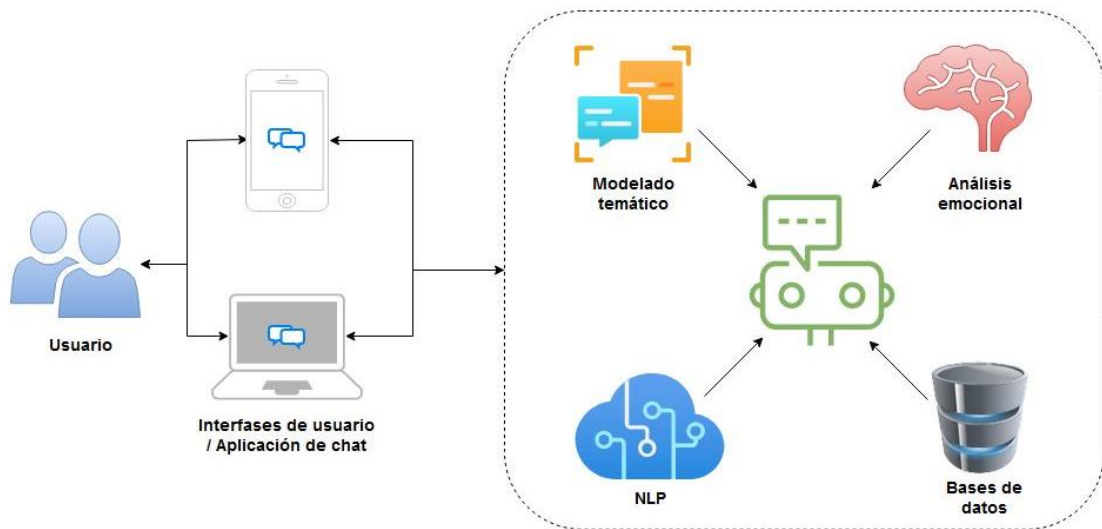 Modelado
temático
Análisis
emocional
Usuario
Interfases de usuario
/ Aplicación de chat
NLP
Bases de
datos